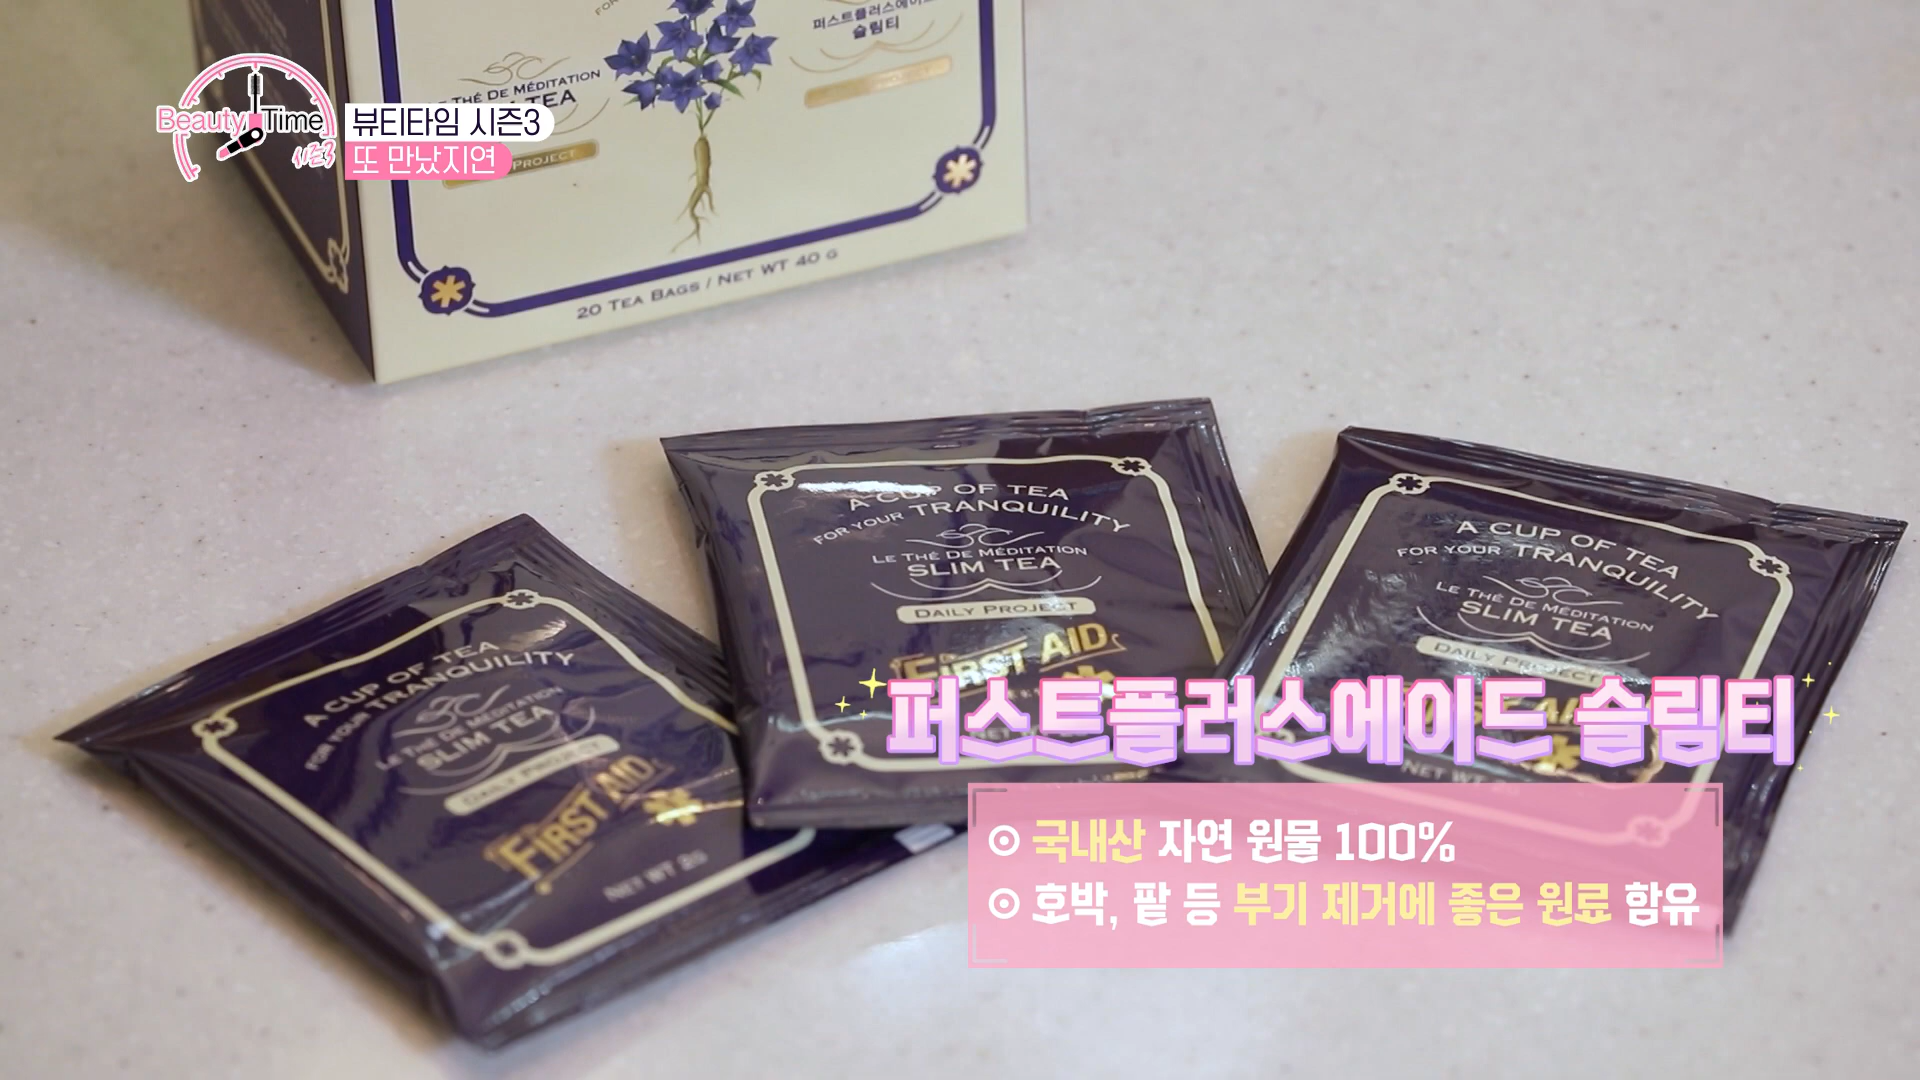 Beauty Time
시즌3
뷰티타임 시즌3
또 만났지연
퍼스트플러스에이드
슬림티
THÉ DE MÉDITATION
TEA
PROJECT
20 TEA BAGS / NET WT 40 G
A CUP OF TEA
FOR YOUR TRANQUILITY
LE THÉ DE MÉDITATION
SLIM TEA
DAILY PROJECT
FIRST AID
NET WT 2G
A CUP OF TEA
FOR YOUR TRANQUILITY
LE THÉ DE MÉDITATION
SLIM TEA
DAILY PROJECT
FIRST AID
A CUP OF TEA
FOR YOUR TRANQUILITY
LE THÉ DE MÉDITATION
SLIM TEA
DAILY PROJECT
NET WT 2G
퍼스트플러스에이드 슬림티
국내산 자연 원물 100%
호박, 팥 등 부기 제거에 좋은 원료 함유